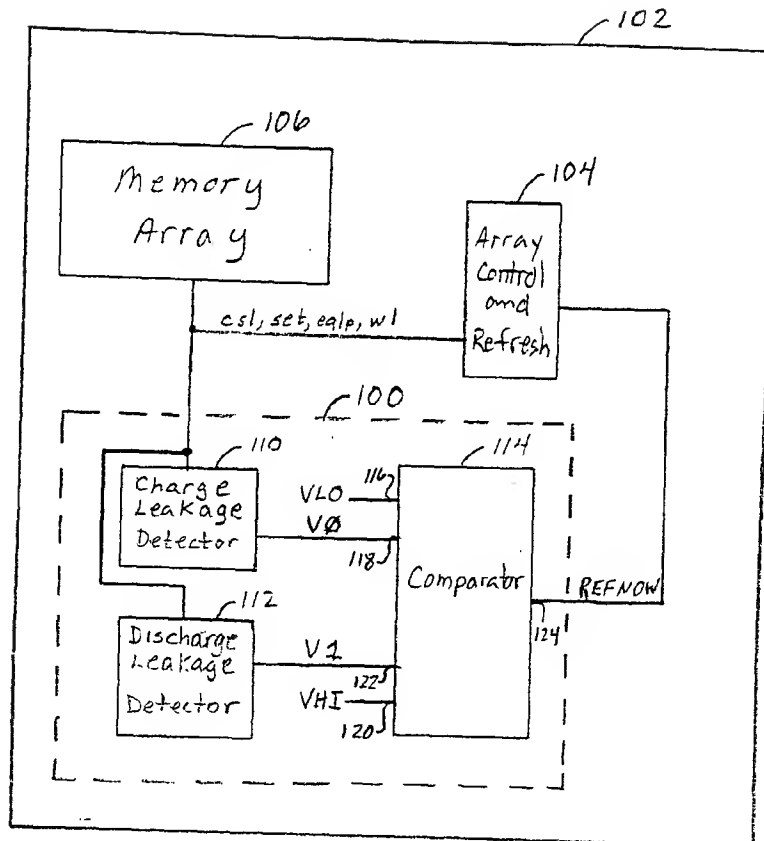 102
106
Memory
Array
104
Array
Control
and
Refresh
csl, set, eqlp, wl
100
110
Charge
Leakage
Detector
114
116
VLO
VØ
118
Comparator
REFNOW
124
112
Discharge
Leakage
Detector
V1
122
VHI
120